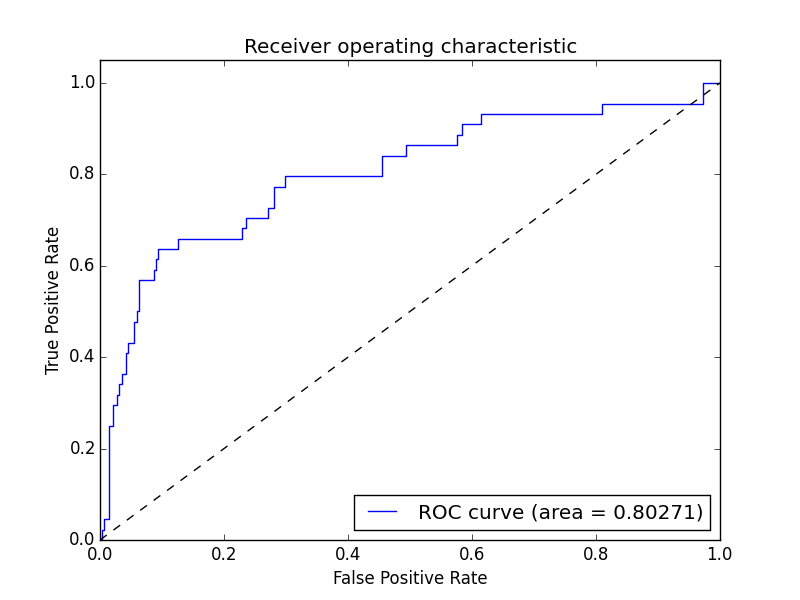 Receiver operating characteristic
1.0
0.8
0.6
0.4
0.2
0.0
True Positive Rate
ROC curve (area = 0.80271)
0.0 0.2 0.4 0.6 0.8 1.0
False Positive Rate